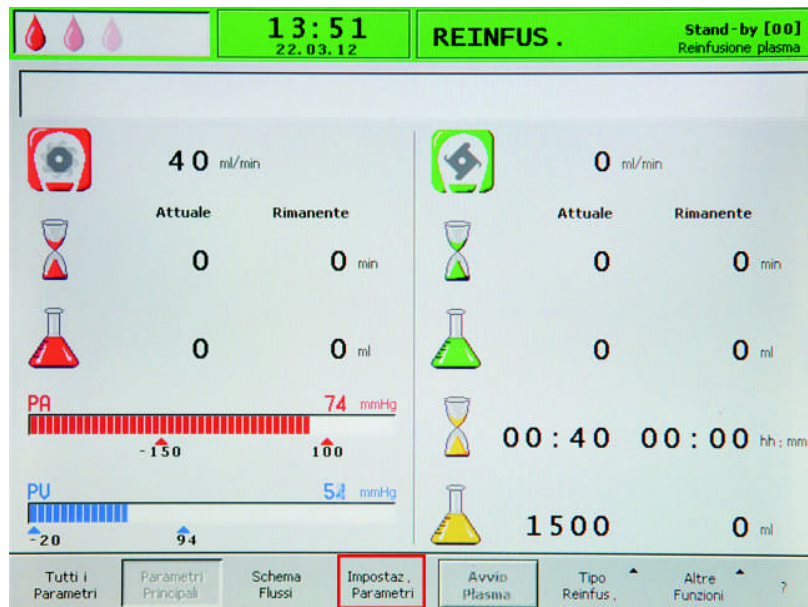 13:51
22.03.12
REINFUS.
Stand-by [00]
Reinfusione plasma
40 ml/min
Attuale Rimanente
0 0 min
0 0 ml
PA 74 mmHg
-150 100
PV mmHg
-20 94
0 ml/min
Attuale Rimanente
0 0 min
0 0 ml
00:40 00:00 hh:mm
1500 0 ml
Tutti i
Parametri
Parametri
Principali
Schema
Flussi
Impostaz.
Parametri
Avvio
Plasma
Tipo
Reinfus.
Altre
Funzioni
?